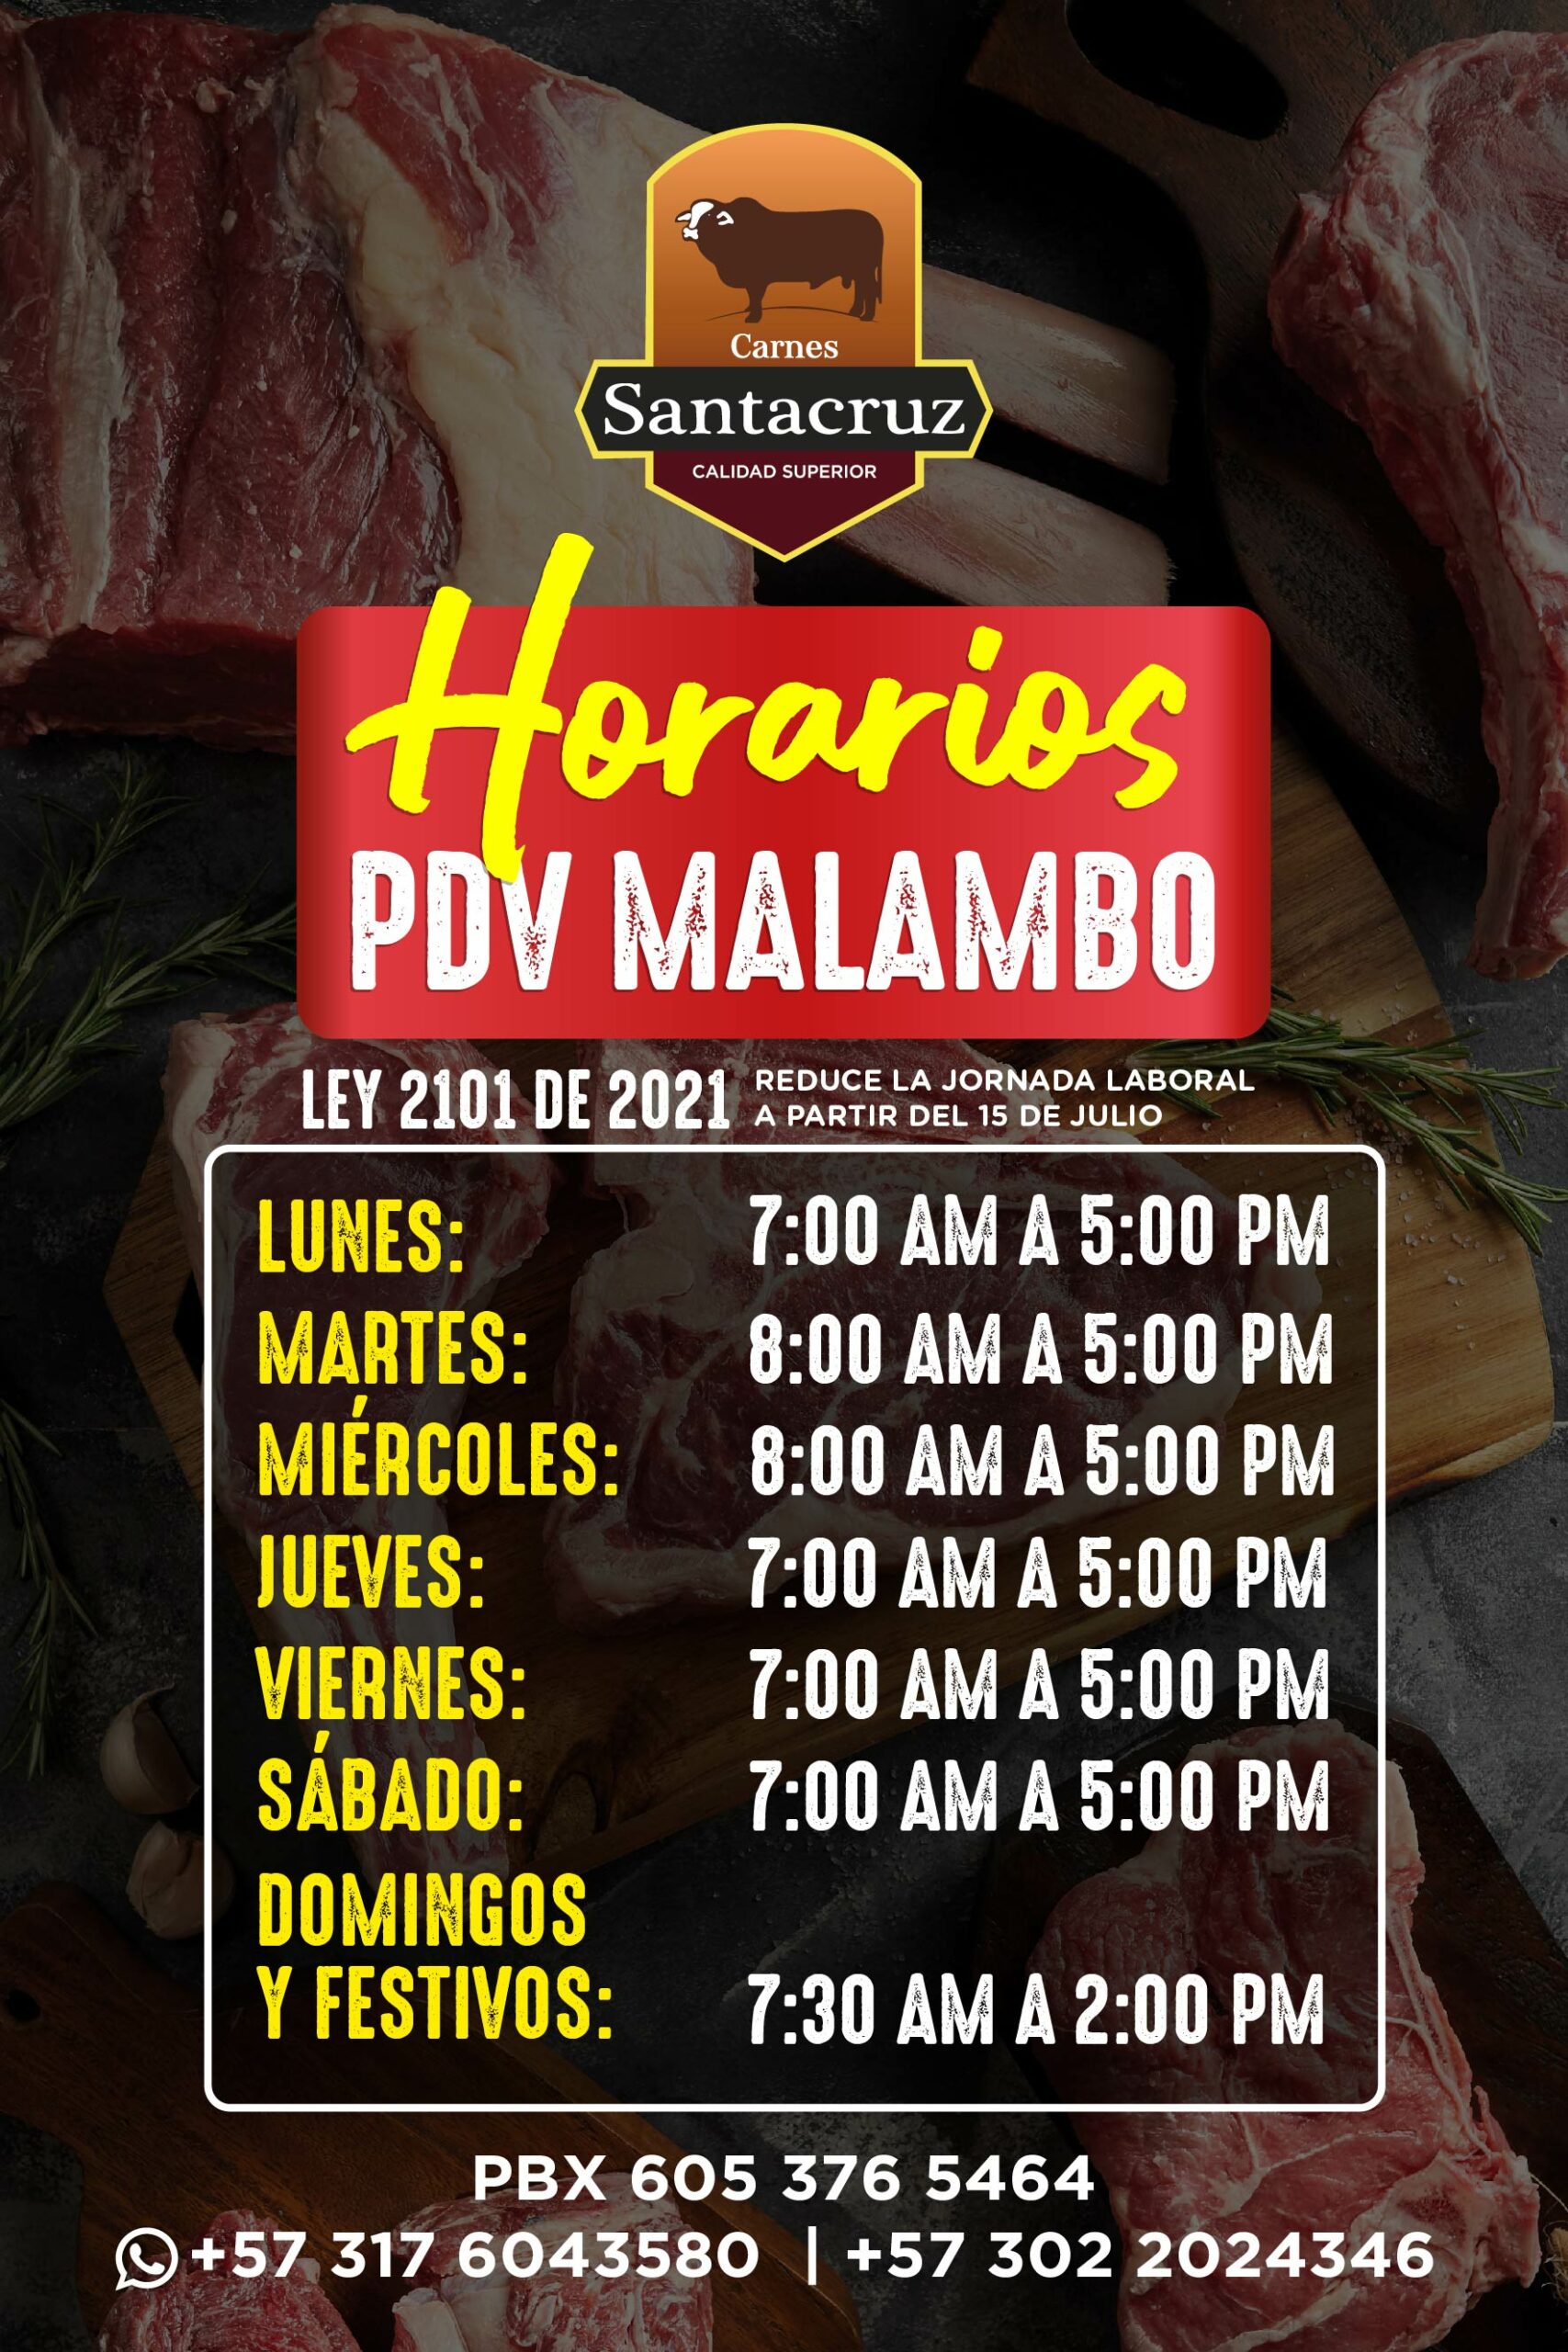 Carnes
Santacruz
CALIDAD SUPERIOR
Horarios
PDV MALAMBO
LEY 2101 DE 2021 REDUCE LA JORNADA LABORAL
A PARTIR DEL 15 DE JULIO
LUNES: 7:00 AM A 5:00 PM
MARTES: 8:00 AM A 5:00 PM
MIÉRCOLES: 8:00 AM A 5:00 PM
JUEVES: 7:00 AM A 5:00 PM
VIERNES: 7:00 AM A 5:00 PM
SÁBADO: 7:00 AM A 5:00 PM
DOMINGOS
Y FESTIVOS: 7:30 AM A 2:00 PM
PBX 605 376 5464
+57 317 6043580 | +57 302 2024346